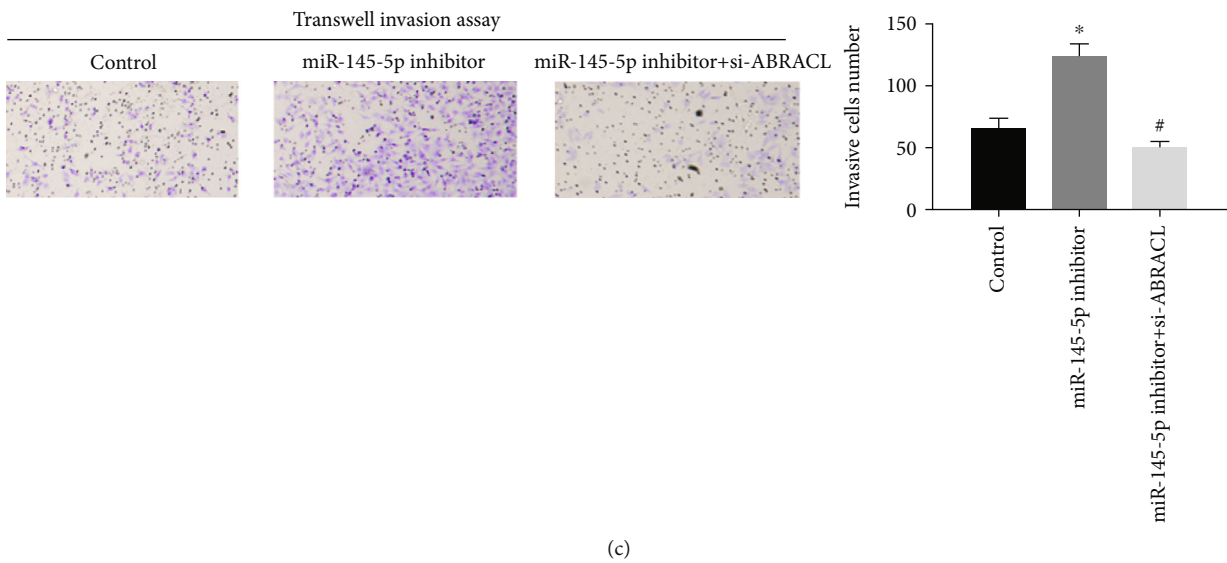 Transwell invasion assay
Control
miR-145-5p inhibitor
miR-145-5p inhibitor+si-ABRACL
Invasive cells number
150
100
50
0
*
#
Control
miR-145-5p inhibitor
miR-145-5p inhibitor+si-ABRACL
(c)